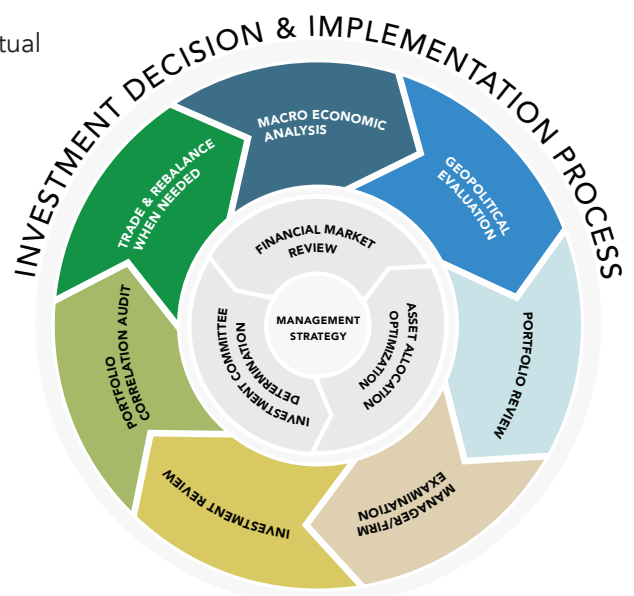 tual
INVESTMENT DECISION & IMPLEMENTATION PROCESS
MACRO ECONOMIC
ANALYSIS
GEOPOLITICAL
EVALUATION
PORTFOLIO REVIEW
MANAGER/FIRM
EXAMINATION
INVESTMENT REVIEW
PORTFOLIO
CORRELATION AUDIT
TRADE & REBALANCE
WHEN NEEDED
FINANCIAL MARKET
REVIEW
ASSET ALLOCATION
OPTIMIZATION
INVESTMENT COMMITTEE
DETERMINATION
MANAGEMENT
STRATEGY